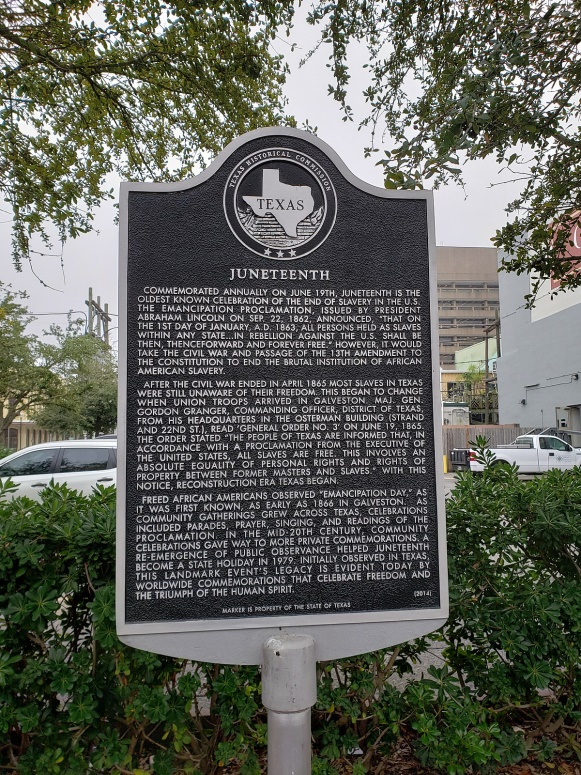 TEXAS HISTORICAL COMMISSION
TEXAS
JUNETEENTH
COMMEMORATED ANNUALLY ON JUNE 19TH, JUNETEENTH IS THE
OLDEST KNOWN CELEBRATION OF THE END OF SLAVERY IN THE U.S.
THE EMANCIPATION PROCLAMATION, ISSUED BY PRESIDENT
ABRAHAM LINCOLN ON SEP. 22, 1862, ANNOUNCED, "THAT ON
THE 1ST DAY OF JANUARY, A.D. 1863, ALL PERSONS HELD AS SLAVES
WITHIN ANY STATE...IN REBELLION AGAINST THE U.S. SHALL BE
THEN, THENCEFORWARD AND FOREVER FREE." HOWEVER, IT WOULD
TAKE THE CIVIL WAR AND PASSAGE OF THE 13TH AMENDMENT TO
THE CONSTITUTION TO END THE BRUTAL INSTITUTION OF AFRICAN
AMERICAN SLAVERY.
AFTER THE CIVIL WAR ENDED IN APRIL 1865 MOST SLAVES IN TEXAS
WERE STILL UNAWARE OF THEIR FREEDOM. THIS BEGAN TO CHANGE
WHEN UNION TROOPS ARRIVED IN GALVESTON. MAJ. GEN.
GORDON GRANGER, COMMANDING OFFICER, DISTRICT OF TEXAS,
FROM HIS HEADQUARTERS IN THE OSTERMAN BUILDING (STRAND
AND 22ND ST.), READ 'GENERAL ORDER NO. 3' ON JUNE 19, 1865.
THE ORDER STATED "THE PEOPLE OF TEXAS ARE INFORMED THAT, IN
ACCORDANCE WITH A PROCLAMATION FROM THE EXECUTIVE OF
THE UNITED STATES, ALL SLAVES ARE FREE. THIS INVOLVES AN
ABSOLUTE EQUALITY OF PERSONAL RIGHTS AND RIGHTS OF
PROPERTY BETWEEN FORMER MASTERS AND SLAVES." WITH THIS
NOTICE, RECONSTRUCTION ERA TEXAS BEGAN.
FREED AFRICAN AMERICANS OBSERVED "EMANCIPATION DAY," AS
IT WAS FIRST KNOWN, AS EARLY AS 1866 IN GALVESTON. AS
COMMUNITY GATHERINGS GREW ACROSS TEXAS, CELEBRATIONS
INCLUDED PARADES, PRAYER, SINGING, AND READINGS OF THE
PROCLAMATION. IN THE MID-20TH CENTURY, COMMUNITY
CELEBRATIONS GAVE WAY TO MORE PRIVATE COMMEMORATIONS. A
RE-EMERGENCE OF PUBLIC OBSERVANCE HELPED JUNETEENTH
BECOME A STATE HOLIDAY IN 1979. INITIALLY OBSERVED IN TEXAS,
THIS LANDMARK EVENT'S LEGACY IS EVIDENT TODAY BY
WORLDWIDE COMMEMORATIONS THAT CELEBRATE FREEDOM AND
THE TRIUMPH OF THE HUMAN SPIRIT.
(2014)
MARKER IS PROPERTY OF THE STATE OF TEXAS